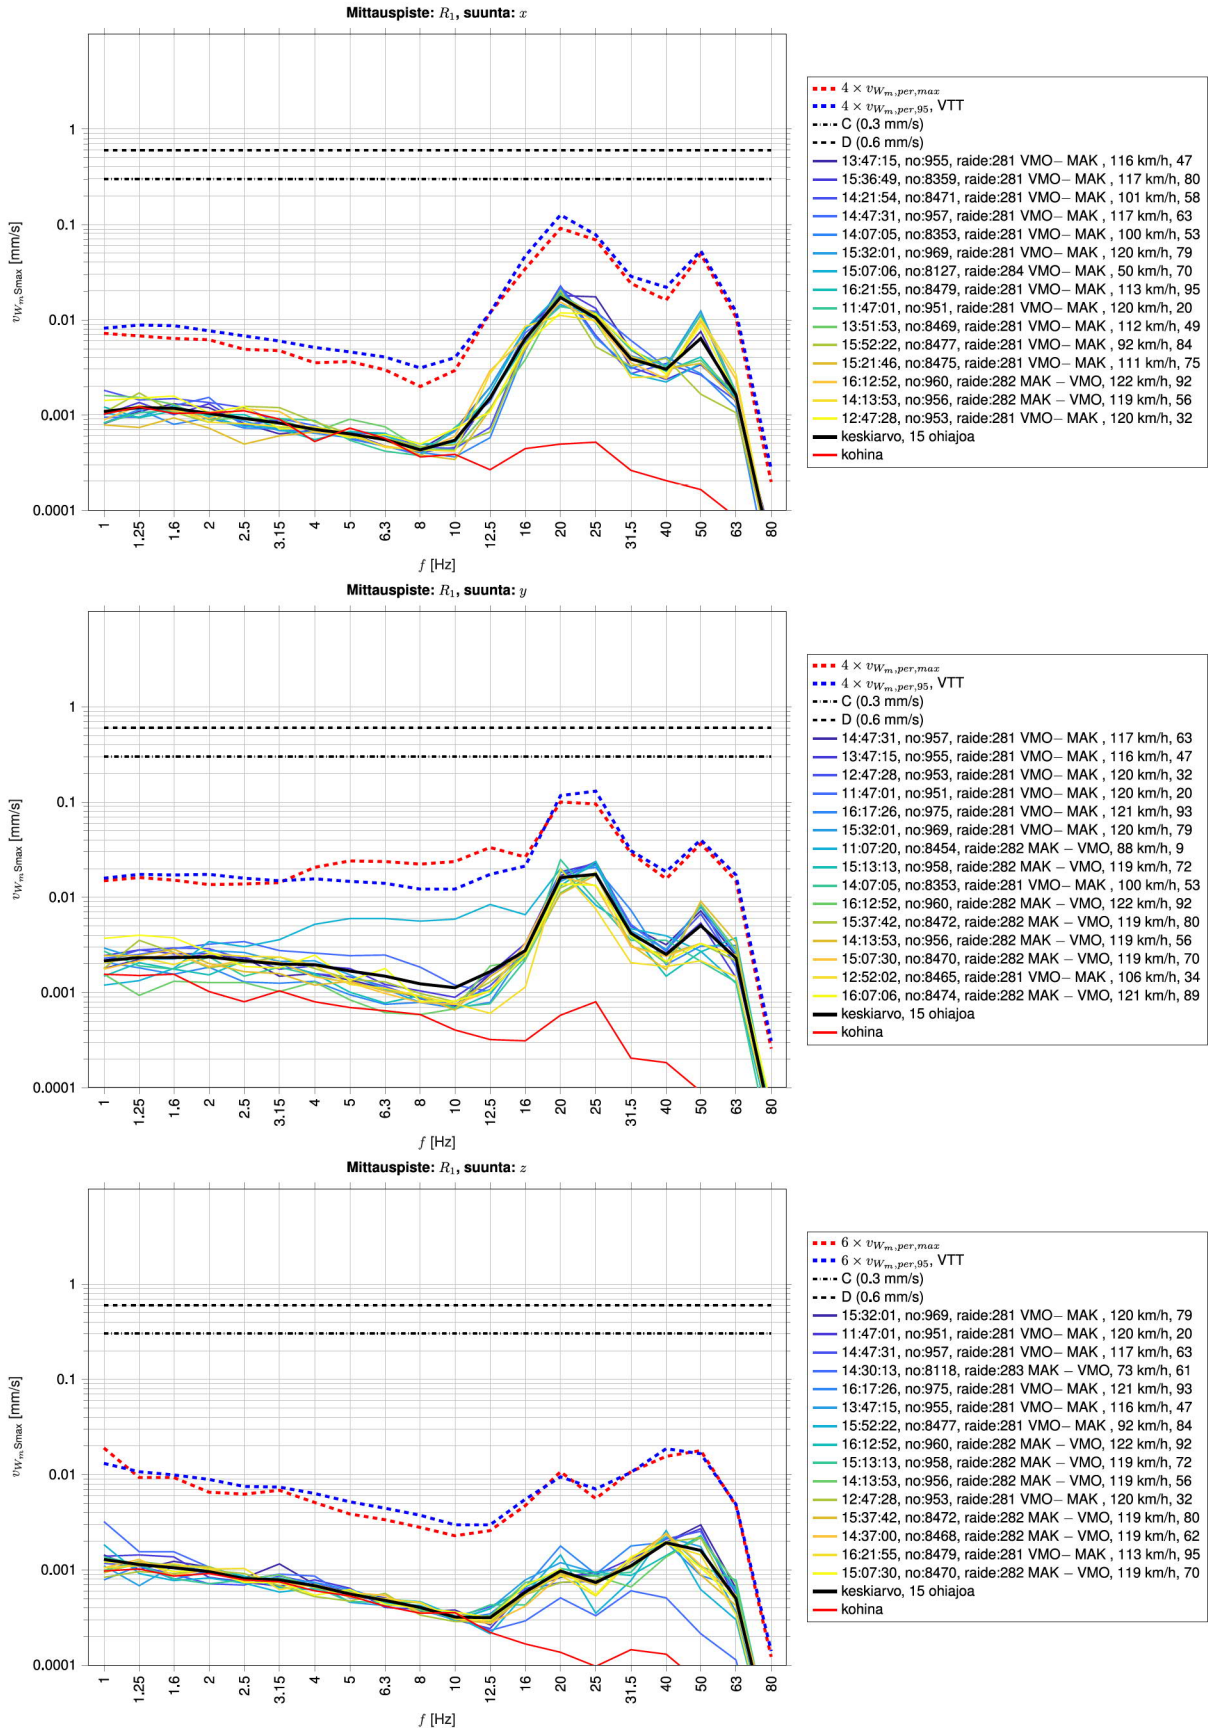 Mittauspiste: R₁, suunta: x
4 × v_{W_m,per,max}
4 × v_{W_m,per,95}, VTT
C (0.3 mm/s)
D (0.6 mm/s)
13:47:15, no:955, raide:281 VMO− MAK , 116 km/h, 47
15:36:49, no:8359, raide:281 VMO− MAK , 117 km/h, 80
14:21:54, no:8471, raide:281 VMO− MAK , 101 km/h, 58
14:47:31, no:957, raide:281 VMO− MAK , 117 km/h, 63
14:07:05, no:8353, raide:281 VMO− MAK , 100 km/h, 53
15:32:01, no:969, raide:281 VMO− MAK , 120 km/h, 79
15:07:06, no:8127, raide:284 VMO− MAK , 50 km/h, 70
16:21:55, no:8479, raide:281 VMO− MAK , 113 km/h, 95
11:47:01, no:951, raide:281 VMO− MAK , 120 km/h, 20
13:51:53, no:8469, raide:281 VMO− MAK , 112 km/h, 49
15:52:22, no:8477, raide:281 VMO− MAK , 92 km/h, 84
15:21:46, no:8475, raide:281 VMO− MAK , 111 km/h, 75
16:12:52, no:960, raide:282 MAK − VMO, 122 km/h, 92
14:13:53, no:956, raide:282 MAK − VMO, 119 km/h, 56
12:47:28, no:953, raide:281 VMO− MAK , 120 km/h, 32
keskiarvo, 15 ohiajoa
kohina
v_{W_m Smax} [mm/s]
1
0.1
0.01
0.001
0.0001
1 1.25 1.6 2 2.5 3.15 4 5 6.3 8 10 12.5 16 20 25 31.5 40 50 63 80
f [Hz]
Mittauspiste: R₁, suunta: y
4 × v_{W_m,per,max}
4 × v_{W_m,per,95}, VTT
C (0.3 mm/s)
D (0.6 mm/s)
14:47:31, no:957, raide:281 VMO− MAK , 117 km/h, 63
13:47:15, no:955, raide:281 VMO− MAK , 116 km/h, 47
12:47:28, no:953, raide:281 VMO− MAK , 120 km/h, 32
11:47:01, no:951, raide:281 VMO− MAK , 120 km/h, 20
16:17:26, no:975, raide:281 VMO− MAK , 121 km/h, 93
15:32:01, no:969, raide:281 VMO− MAK , 120 km/h, 79
11:07:20, no:8454, raide:282 MAK − VMO, 88 km/h, 9
15:13:13, no:958, raide:282 MAK − VMO, 119 km/h, 72
14:07:05, no:8353, raide:281 VMO− MAK , 100 km/h, 53
16:12:52, no:960, raide:282 MAK − VMO, 122 km/h, 92
15:37:42, no:8472, raide:282 MAK − VMO, 119 km/h, 80
14:13:53, no:956, raide:282 MAK − VMO, 119 km/h, 56
15:07:30, no:8470, raide:282 MAK − VMO, 119 km/h, 70
12:52:02, no:8465, raide:281 VMO− MAK , 106 km/h, 34
16:07:06, no:8474, raide:282 MAK − VMO, 121 km/h, 89
keskiarvo, 15 ohiajoa
kohina
v_{W_m Smax} [mm/s]
1
0.1
0.01
0.001
0.0001
1 1.25 1.6 2 2.5 3.15 4 5 6.3 8 10 12.5 16 20 25 31.5 40 50 63 80
f [Hz]
Mittauspiste: R₁, suunta: z
6 × v_{W_m,per,max}
6 × v_{W_m,per,95}, VTT
C (0.3 mm/s)
D (0.6 mm/s)
15:32:01, no:969, raide:281 VMO− MAK , 120 km/h, 79
11:47:01, no:951, raide:281 VMO− MAK , 120 km/h, 20
14:47:31, no:957, raide:281 VMO− MAK , 117 km/h, 63
14:30:13, no:8118, raide:283 MAK − VMO, 73 km/h, 61
16:17:26, no:975, raide:281 VMO− MAK , 121 km/h, 93
13:47:15, no:955, raide:281 VMO− MAK , 116 km/h, 47
15:52:22, no:8477, raide:281 VMO− MAK , 92 km/h, 84
16:12:52, no:960, raide:282 MAK − VMO, 122 km/h, 92
15:13:13, no:958, raide:282 MAK − VMO, 119 km/h, 72
14:13:53, no:956, raide:282 MAK − VMO, 119 km/h, 56
12:47:28, no:953, raide:281 VMO− MAK , 120 km/h, 32
15:37:42, no:8472, raide:282 MAK − VMO, 119 km/h, 80
14:37:00, no:8468, raide:282 MAK − VMO, 119 km/h, 62
16:21:55, no:8479, raide:281 VMO− MAK , 113 km/h, 95
15:07:30, no:8470, raide:282 MAK − VMO, 119 km/h, 70
keskiarvo, 15 ohiajoa
kohina
v_{W_m Smax} [mm/s]
1
0.1
0.01
0.001
0.0001
1 1.25 1.6 2 2.5 3.15 4 5 6.3 8 10 12.5 16 20 25 31.5 40 50 63 80
f [Hz]